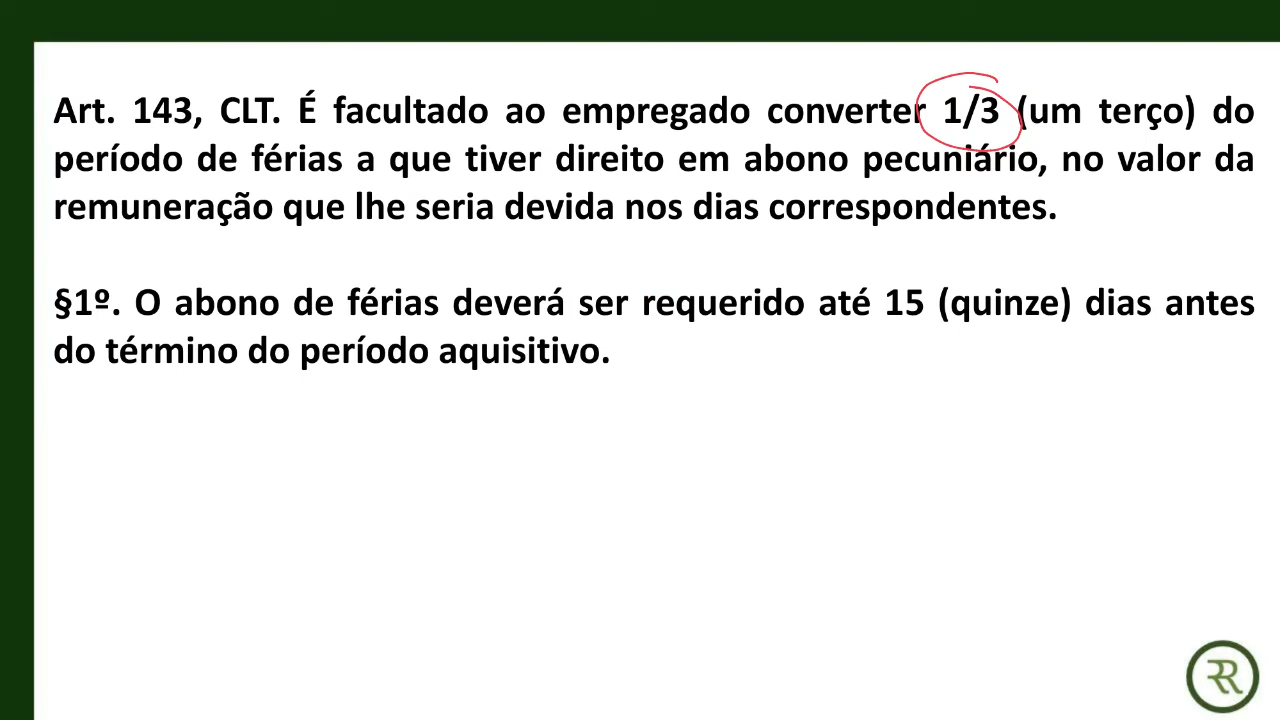 Art. 143, CLT. É facultado ao empregado converter 1/3 (um terço) do
período de férias a que tiver direito em abono pecuniário, no valor da
remuneração que lhe seria devida nos dias correspondentes.
§1º. O abono de férias deverá ser requerido até 15 (quinze) dias antes
do término do período aquisitivo.